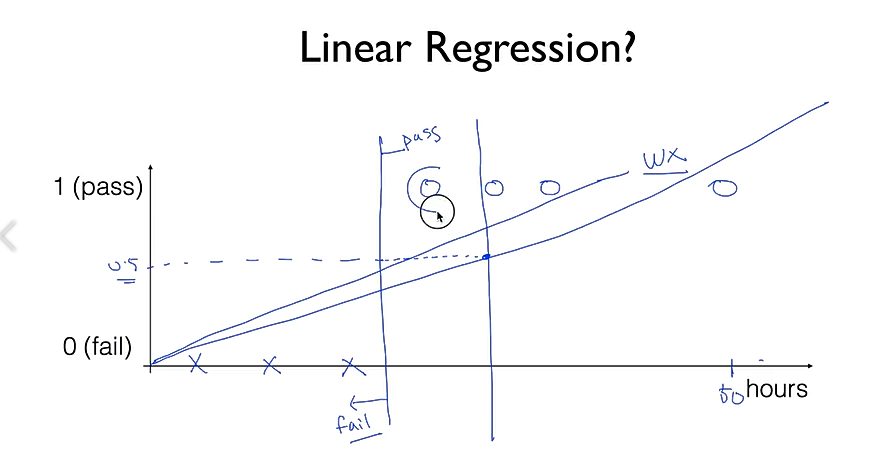 Linear Regression?
pass
wx
1 (pass)
0.5
0 (fail)
50
hours
fail